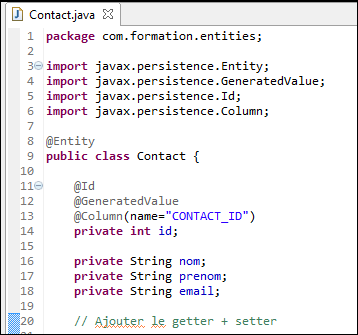 Contact.java
1 package com.formation.entities;
2
3 import javax.persistence.Entity;
4 import javax.persistence.GeneratedValue;
5 import javax.persistence.Id;
6 import javax.persistence.Column;
7
8 @Entity
9 public class Contact {
10
11 @Id
12 @GeneratedValue
13 @Column(name="CONTACT_ID")
14 private int id;
15
16 private String nom;
17 private String prenom;
18 private String email;
19
20 // Ajouter le getter + setter
21